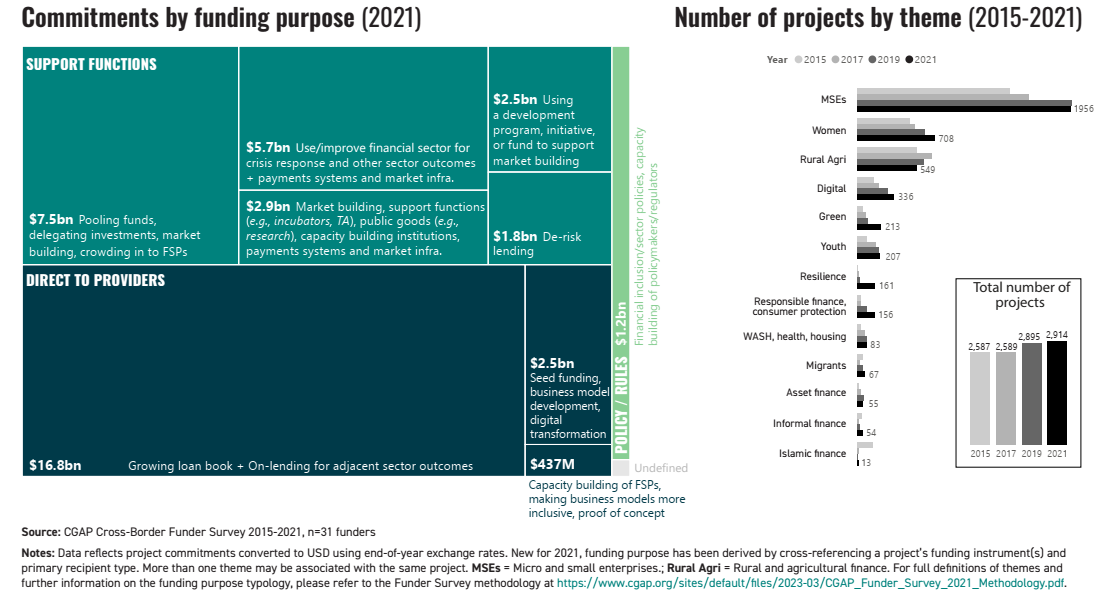 Commitments by funding purpose (2021)
SUPPORT FUNCTIONS
$7.5bn Pooling funds,
delegating investments, market
building, crowding in to FSPs
$5.7bn Use/improve financial sector for
crisis response and other sector outcomes
+ payments systems and market infra.
$2.9bn Market building, support functions
(e.g., incubators, TA), public goods (e.g.,
research), capacity building institutions,
payments systems and market infra.
$2.5bn Using
a development
program, initiative,
or fund to support
market building
$1.8bn De-risk
lending
DIRECT TO PROVIDERS
$16.8bn Growing loan book + On-lending for adjacent sector outcomes
$2.5bn
Seed funding,
business model
development,
digital
transformation
$437M
Capacity building of FSPs,
making business models more
inclusive, proof of concept
POLICY / RULES $1.2bn
Financial inclusion/sector policies, capacity
building of policymakers/regulators
Undefined
Number of projects by theme (2015-2021)
Year 2015 2017 2019 2021
MSEs 1956
Women 708
Rural Agri 549
Digital 336
Green 213
Youth 207
Resilience 161
Responsible finance,
consumer protection 156
WASH, health, housing 83
Migrants 67
Asset finance 55
Informal finance 54
Islamic finance 13
Total number of
projects
2,587 2,589 2,895 2,914
2015 2017 2019 2021
Source: CGAP Cross-Border Funder Survey 2015-2021, n=31 funders
Notes: Data reflects project commitments converted to USD using end-of-year exchange rates. New for 2021, funding purpose has been derived by cross-referencing a project's funding instrument(s) and
primary recipient type. More than one theme may be associated with the same project. MSEs = Micro and small enterprises.; Rural Agri = Rural and agricultural finance. For full definitions of themes and
further information on the funding purpose typology, please refer to the Funder Survey methodology at https://www.cgap.org/sites/default/files/2023-03/CGAP_Funder_Survey_2021_Methodology.pdf.